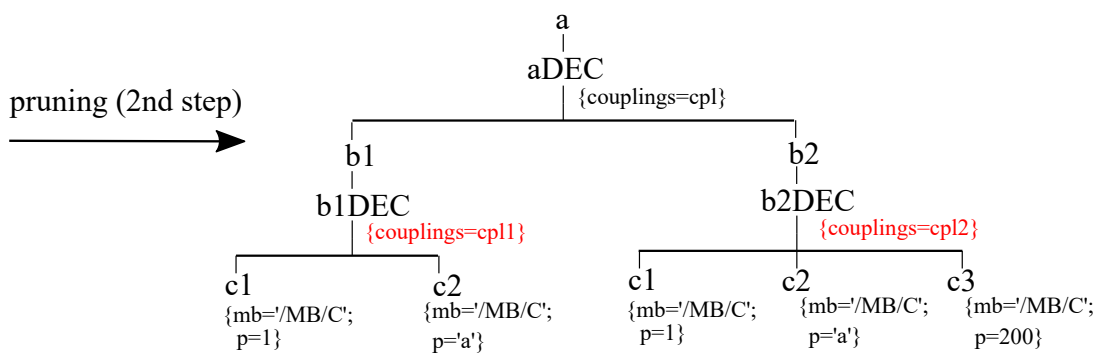 a
aDEC
{couplings=cpl}
pruning (2nd step)
b1
b2
b1DEC
b2DEC
{couplings=cpl1}
{couplings=cpl2}
c1
c2
c1
c2
c3
{mb='/MB/C';
p=1}
{mb='/MB/C';
p='a'}
{mb='/MB/C';
p=1}
{mb='/MB/C';
p='a'}
{mb='/MB/C';
p=200}